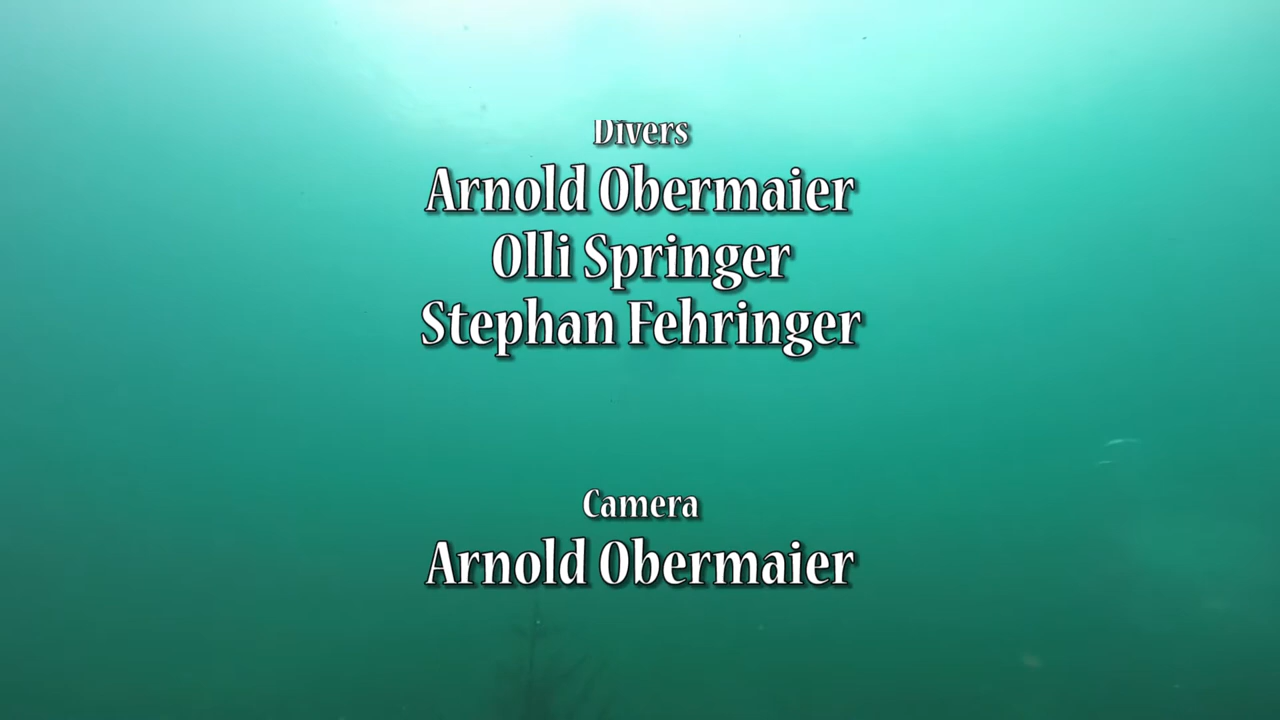 Divers
Arnold Obermaier
Olli Springer
Stephan Fehringer
Camera
Arnold Obermaier